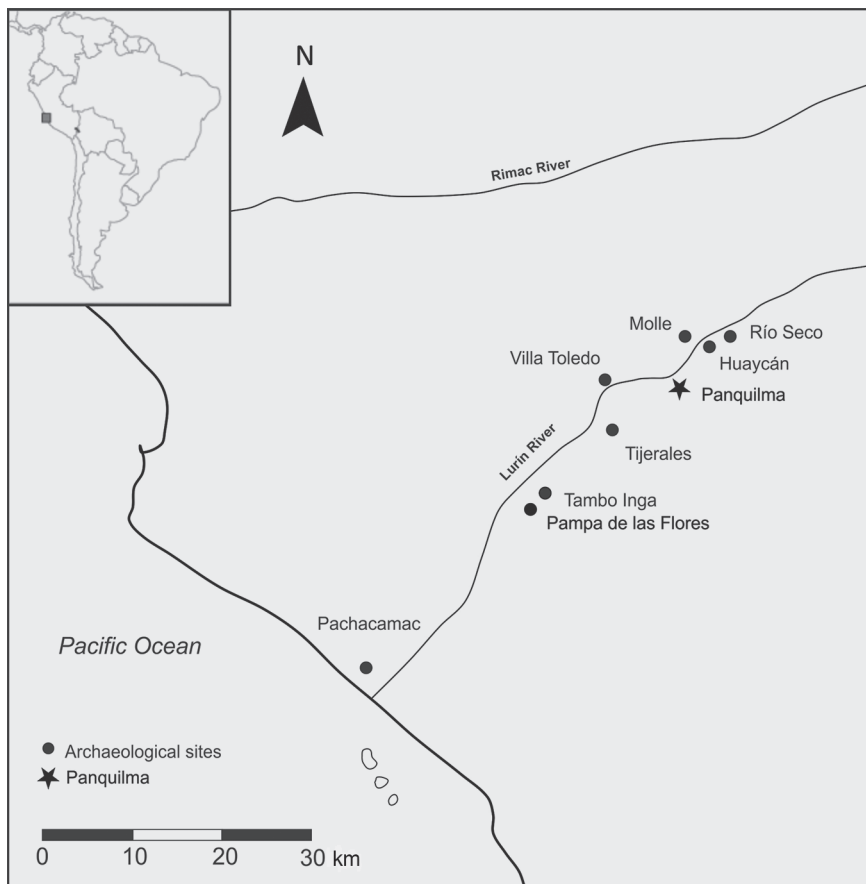 N
Rimac River
Molle
Río Seco
Huaycán
Villa Toledo
Panquilma
Lurín River
Tijerales
Tambo Inga
Pampa de las Flores
Pachacamac
Pacific Ocean
Archaeological sites
Panquilma
0 10 20 30 km